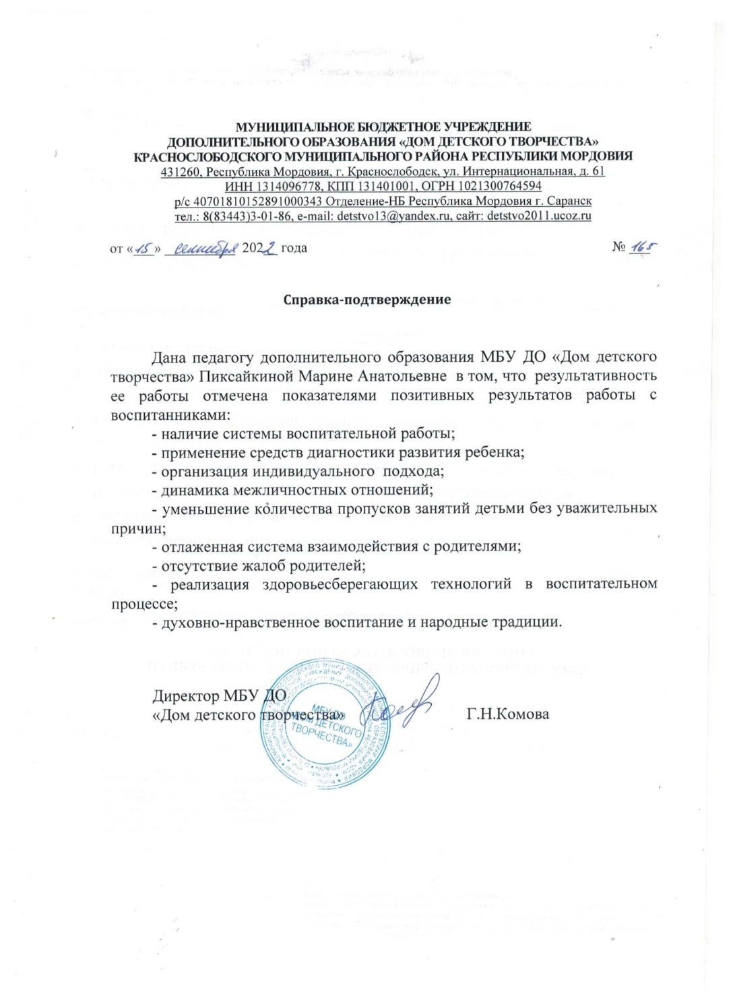 МУНИЦИПАЛЬНОЕ БЮДЖЕТНОЕ УЧРЕЖДЕНИЕ
ДОПОЛНИТЕЛЬНОГО ОБРАЗОВАНИЯ «ДОМ ДЕТСКОГО ТВОРЧЕСТВА»
КРАСНОСЛОБОДСКОГО МУНИЦИПАЛЬНОГО РАЙОНА РЕСПУБЛИКИ МОРДОВИЯ
431260, Республика Мордовия, г. Краснослободск, ул. Интернациональная, д. 61
ИНН 1314096778, КПП 131401001, ОГРН 1021300764594
р/с 40701810152891000343 Отделение-НБ Республика Мордовия г. Саранск
тел.: 8(83443)3-01-86, e-mail: detstvo13@yandex.ru, сайт: detstvo2011.ucoz.ru
от «15» сентября 2022 года № 165
Справка-подтверждение
Дана педагогу дополнительного образования МБУ ДО «Дом детского
творчества» Пиксайкиной Марине Анатольевне в том, что результативность
ее работы отмечена показателями позитивных результатов работы с
воспитанниками:
- наличие системы воспитательной работы;
- применение средств диагностики развития ребенка;
- организация индивидуального подхода;
- динамика межличностных отношений;
- уменьшение количества пропусков занятий детьми без уважительных
причин;
- отлаженная система взаимодействия с родителями;
- отсутствие жалоб родителей;
- реализация здоровьесберегающих технологий в воспитательном
процессе;
- духовно-нравственное воспитание и народные традиции.
Директор МБУ ДО
«Дом детского творчества» Г.Н.Комова
МБУ ДО
«ДОМ ДЕТСКОГО
ТВОРЧЕСТВА»